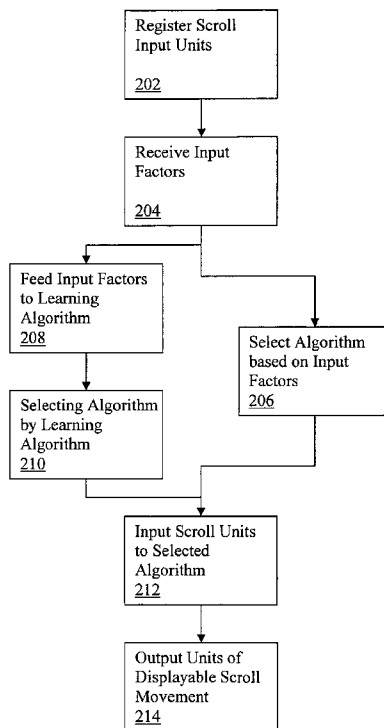 Register Scroll
Input Units
202
Receive Input
Factors
204
Feed Input Factors
to Learning
Algorithm
208
Select Algorithm
based on Input
Factors
206
Selecting Algorithm
by Learning
Algorithm
210
Input Scroll Units
to Selected
Algorithm
212
Output Units of
Displayable Scroll
Movement
214